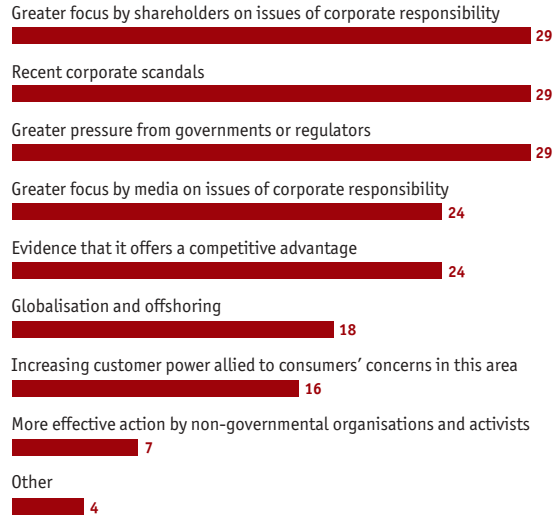 Greater focus by shareholders on issues of corporate responsibility
29
Recent corporate scandals
29
Greater pressure from governments or regulators
29
Greater focus by media on issues of corporate responsibility
24
Evidence that it offers a competitive advantage
24
Globalisation and offshoring
18
Increasing customer power allied to consumers’ concerns in this area
16
More effective action by non-governmental organisations and activists
7
Other
4